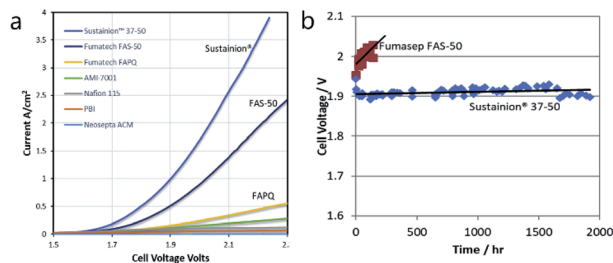 a
Current A/cm²
4
3.5
3
2.5
2
1.5
1
0.5
0
Sustainion™ 37-50
Fumatech FAS-50
Fumatech FAPQ
AMI-7001
Nafion 115
PBI
Neosepta ACM
Sustainion®
FAS-50
FAPQ
1.5 1.7 1.9 2.1 2.
Cell Voltage Volts
b
Cell Voltage / V
2.1
2
1.9
1.8
1.7
1.6
Fumasep FAS-50
Sustainion® 37-50
0 500 1000 1500 2000
Time / hr